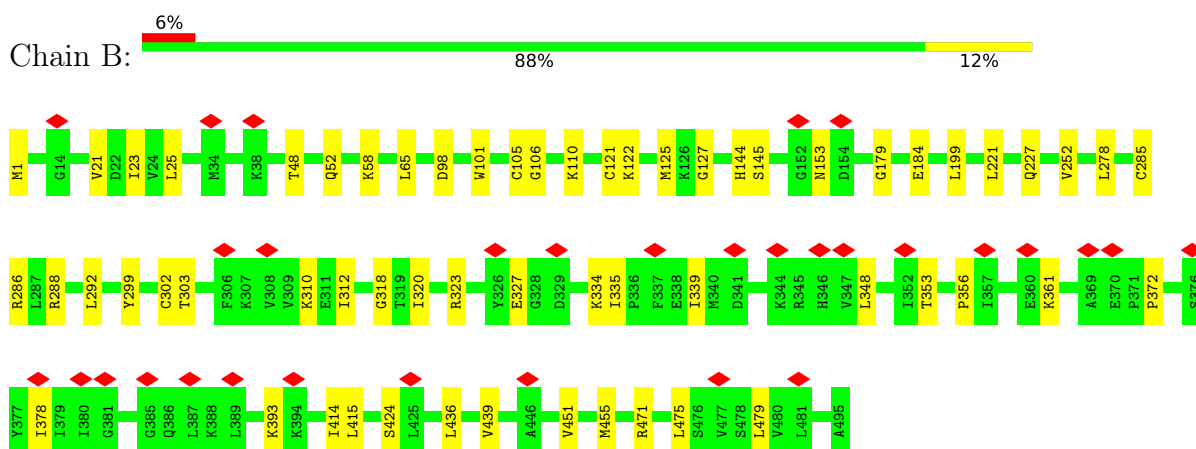 6%
Chain B:
88% 12%
M1 G14 V21 D22 I23 V24 L25 M34 K38 T48 Q52 K58 L65 D98 W101 C105 G106 K110 C121 K122 M125 K126 G127 H144 S145 G152 N153 D154 G179 E184 L199 L221 Q227 V252 L278 C285
R286 L287 R288 L292 Y299 C302 T303 F306 K307 V308 V309 K310 E311 I312 G318 T319 I320 R323 Y326 E327 G328 D329 K334 I335 P336 F337 E338 I339 M340 D341 K344 R345 H346 V347 L348 I352 T353 P356 I357 E360 K361 A369 E370 P371 P372 S376
Y377 I378 I379 I380 G381 G385 Q386 L387 K388 L389 K393 K394 I414 L415 S424 L425 L436 V439 A446 V451 M455 R471 L475 S476 V477 S478 L479 V480 L481 A495